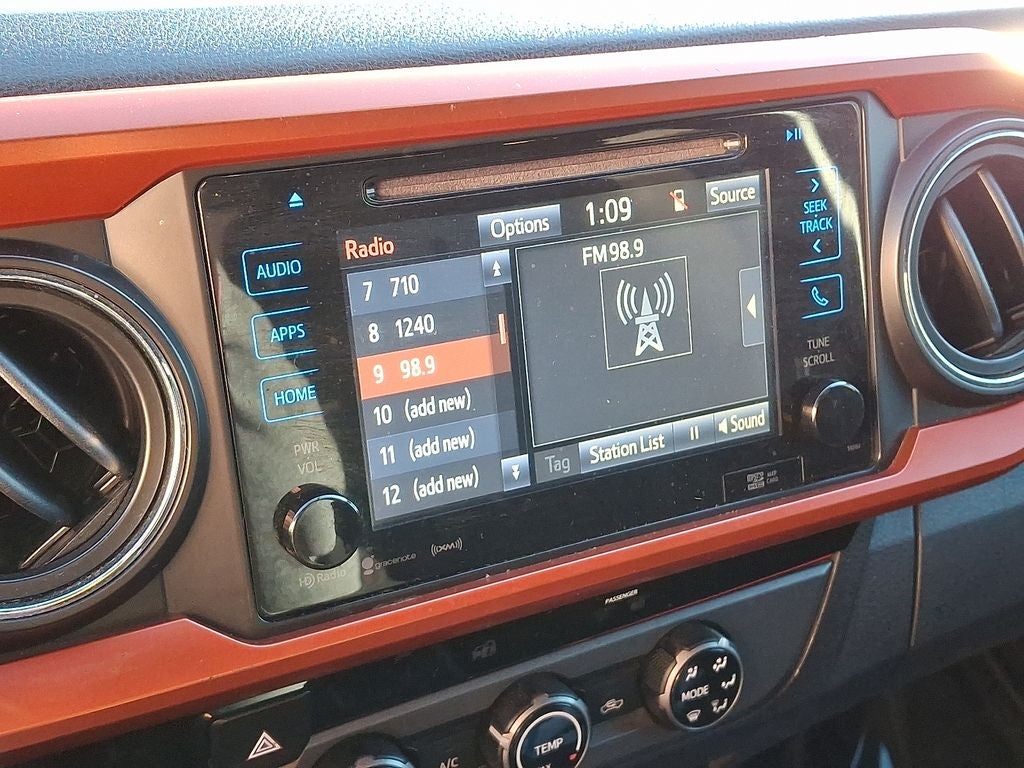 SEEK
TRACK
AUDIO
APPS
HOME
PWR
VOL
Radio
Options
1:09
Source
7 710
8 1240
9 98.9
10 (add new)
11 (add new)
12 (add new)
FM 98.9
Tag
Station List
Sound
TUNE
SCROLL
HD Radio
gracenote
((XM))
PASSENGER
MODE
TEMP
A/C